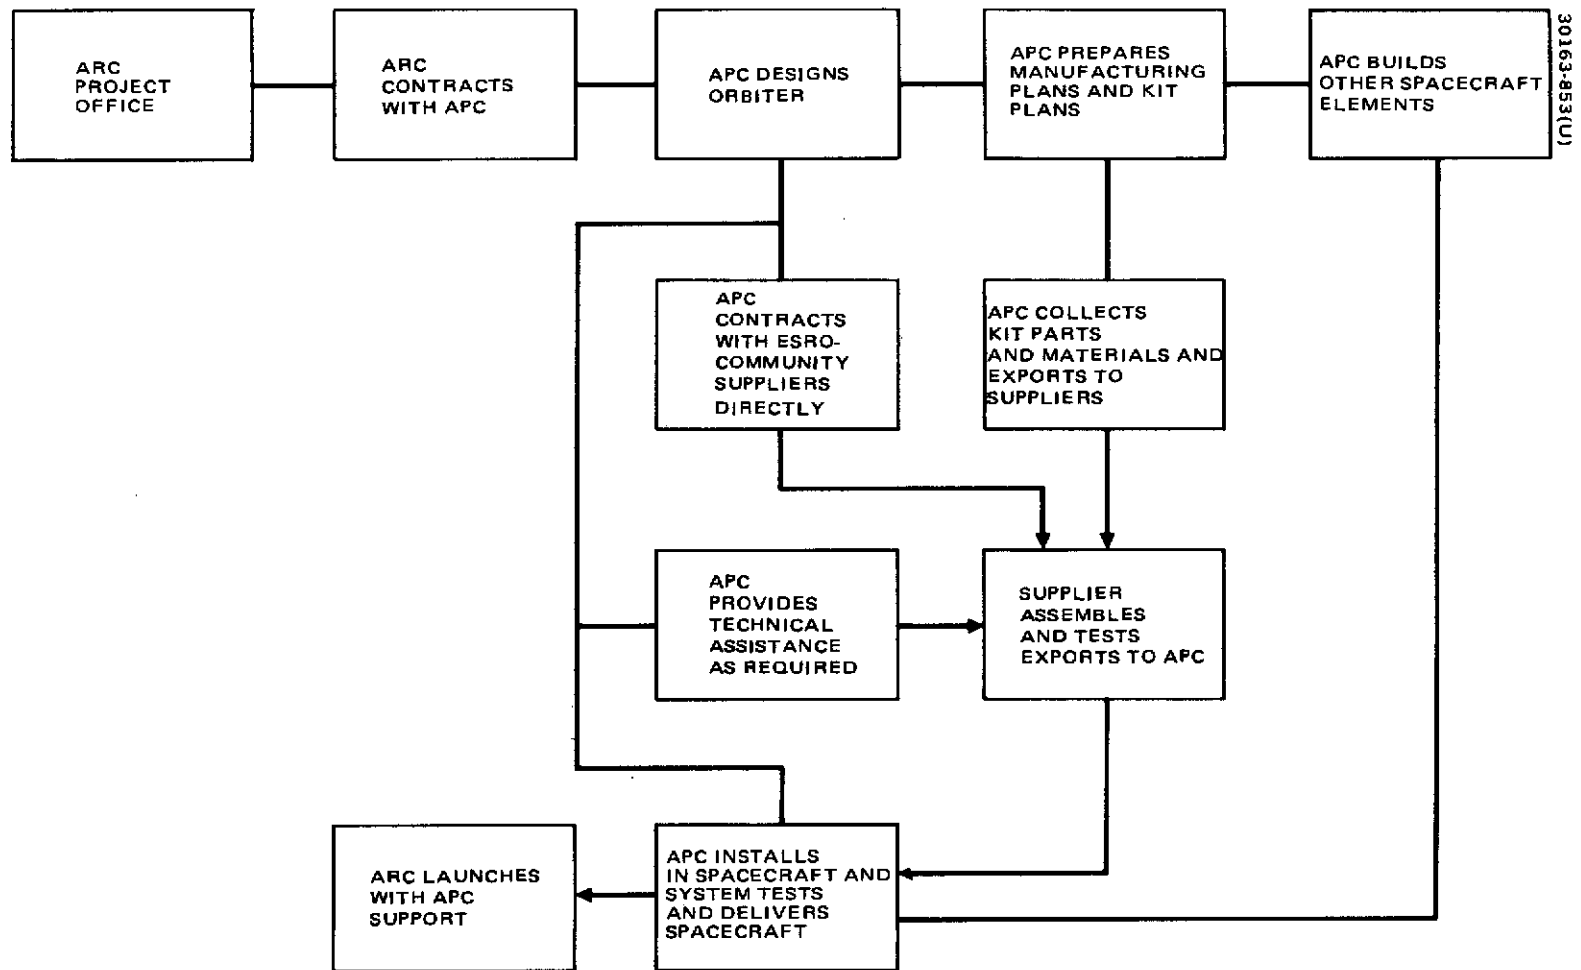 ARC
PROJECT
OFFICE
ARC
CONTRACTS
WITH APC
APC DESIGNS
ORBITER
APC PREPARES
MANUFACTURING
PLANS AND KIT
PLANS
APC BUILDS
OTHER SPACECRAFT
ELEMENTS
30163-853(U)
APC
CONTRACTS
WITH ESRO-
COMMUNITY
SUPPLIERS
DIRECTLY
APC COLLECTS
KIT PARTS
AND MATERIALS AND
EXPORTS TO
SUPPLIERS
APC
PROVIDES
TECHNICAL
ASSISTANCE
AS REQUIRED
SUPPLIER
ASSEMBLES
AND TESTS
EXPORTS TO APC
ARC LAUNCHES
WITH APC
SUPPORT
APC INSTALLS
IN SPACECRAFT AND
SYSTEM TESTS
AND DELIVERS
SPACECRAFT